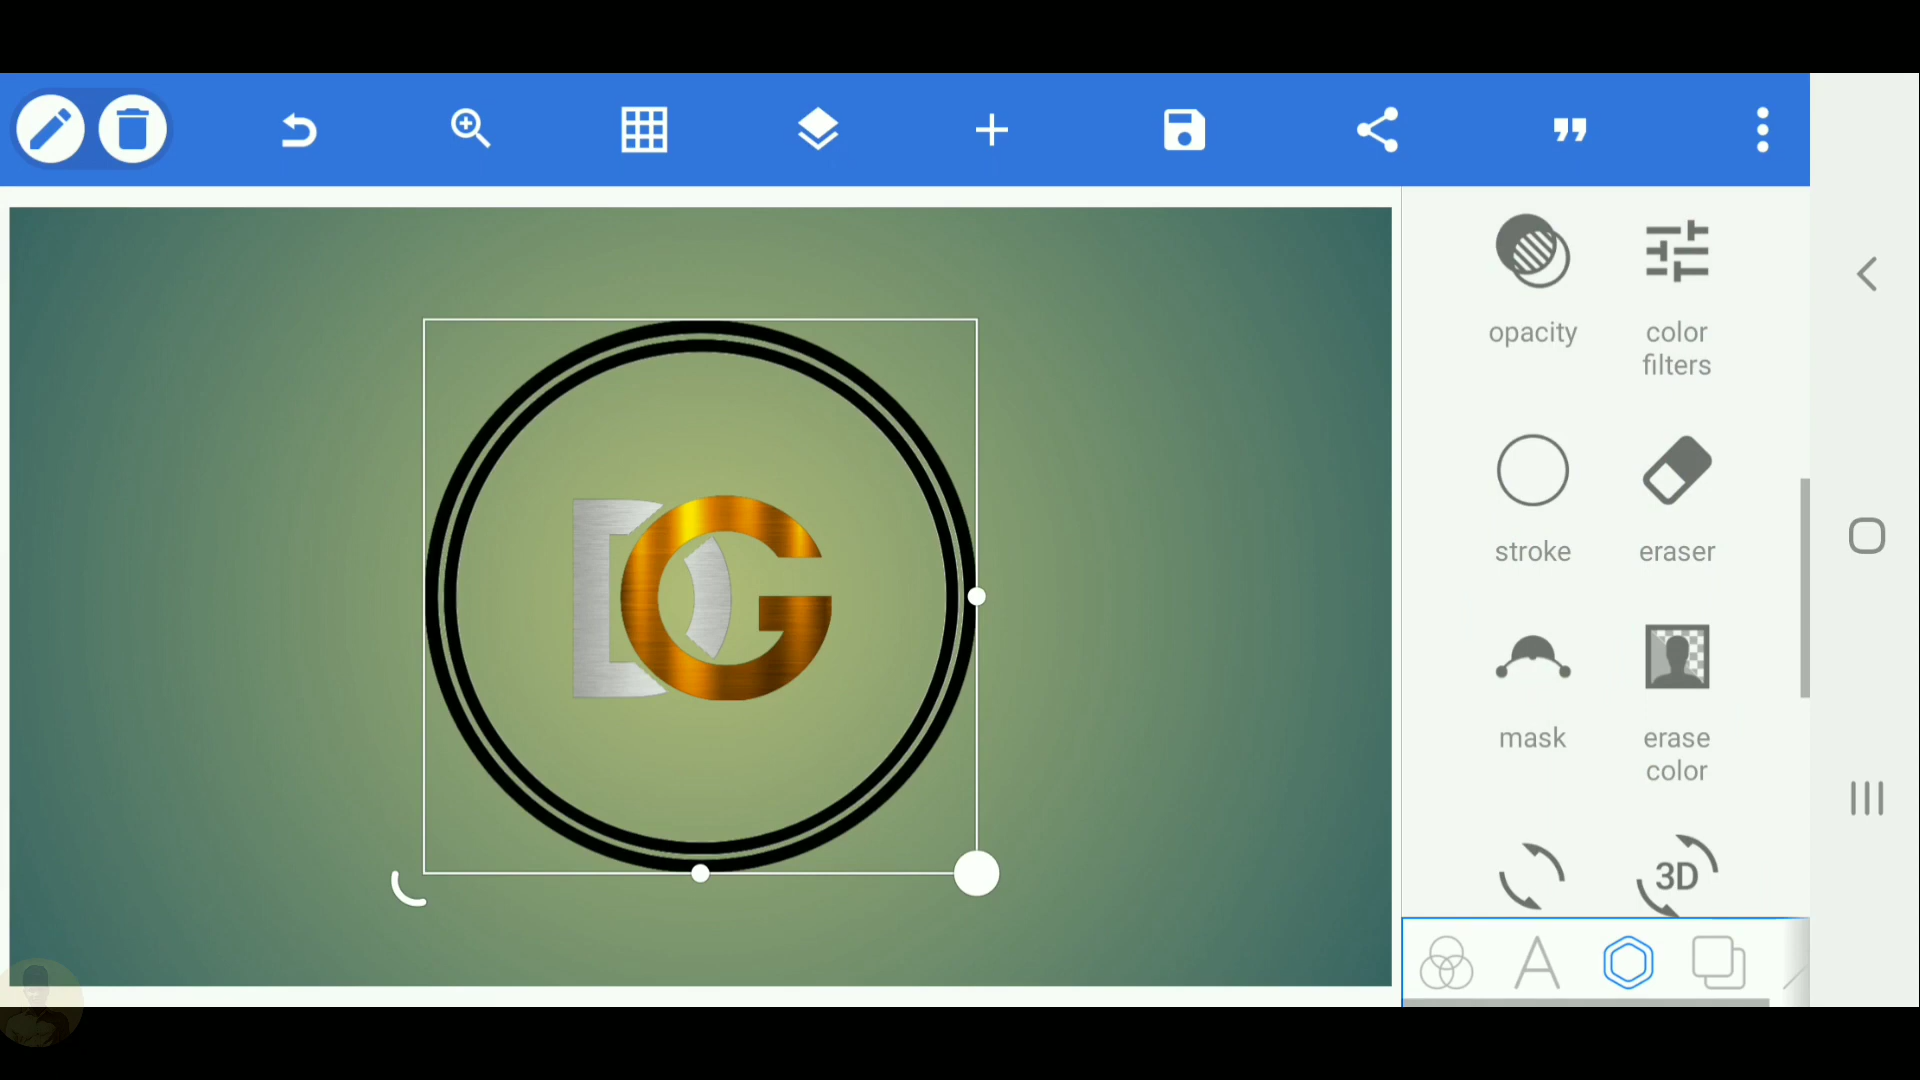 DG
opacity
color
filters
stroke
eraser
mask
erase
color
3D
A